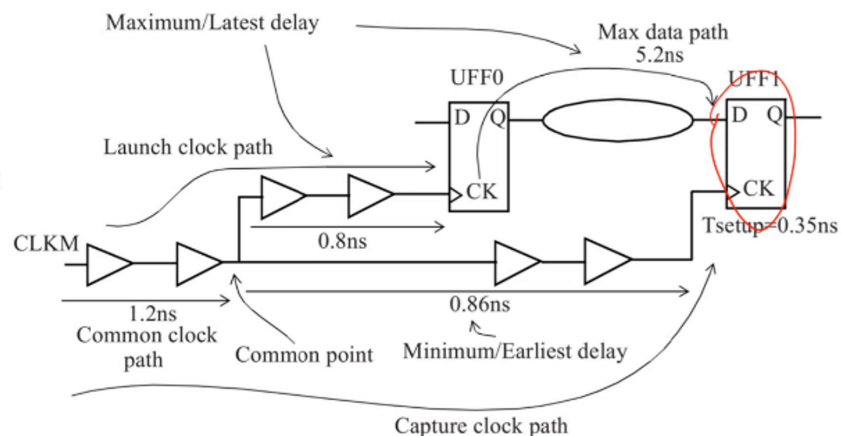 Maximum/Latest delay
Max data path
5.2ns
UFF0
UFF1
D Q
D Q
Launch clock path
CK
CK
Tsetup=0.35ns
0.8ns
CLKM
1.2ns
0.86ns
Common clock
path
Common point
Minimum/Earliest delay
Capture clock path